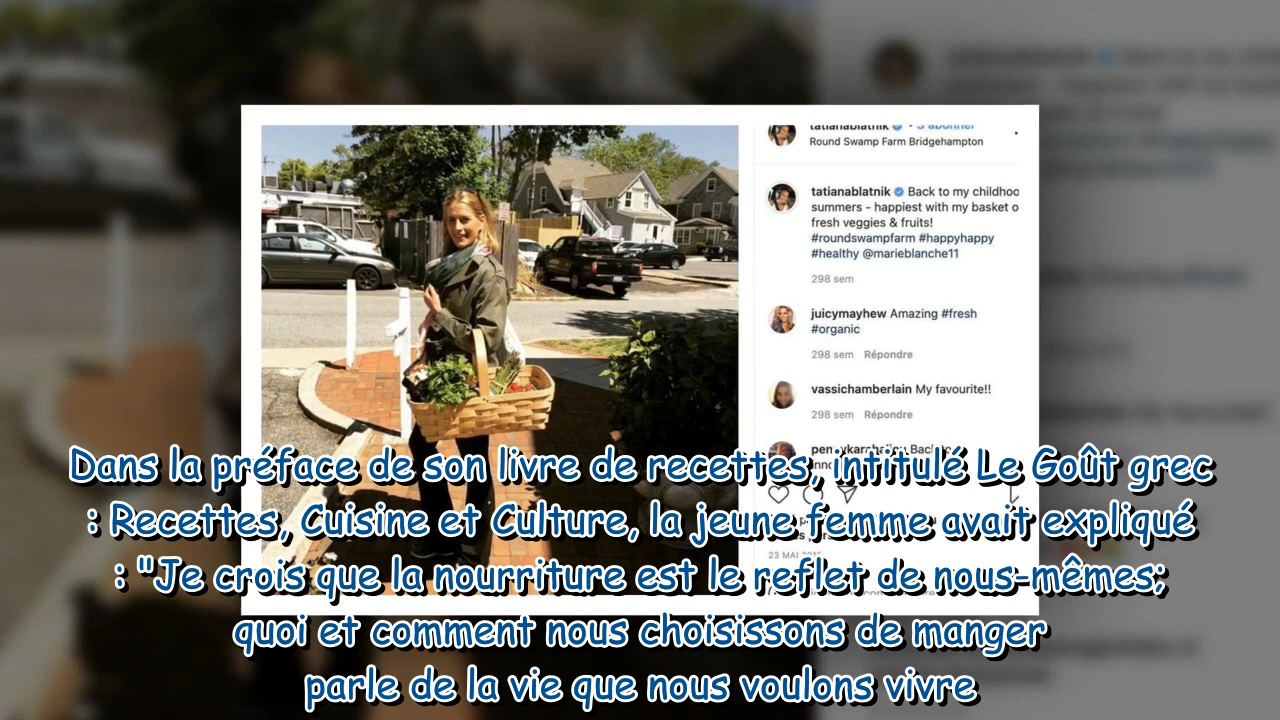 tatianablatnik • S'abonner
Round Swamp Farm Bridgehampton
tatianablatnik Back to my childhoo
summers - happiest with my basket o
fresh veggies & fruits!
#roundswampfarm #happyhappy
#healthy @marieblanche11
298 sem
juicymayhew Amazing #fresh
#organic
298 sem Répondre
vassichamberlain My favourite!!
298 sem Répondre
Back to
23 MAI
Dans la préface de son livre de recettes, intitulé Le Goût grec
: Recettes, Cuisine et Culture, la jeune femme avait expliqué
: "Je crois que la nourriture est le reflet de nous-mêmes;
quoi et comment nous choisissons de manger
parle de la vie que nous voulons vivre